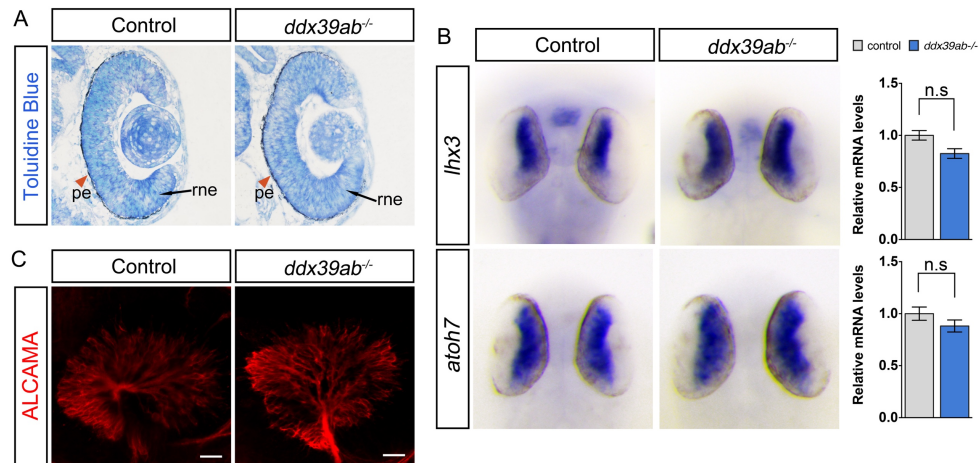 A
Control
ddx39ab-/-
Toluidine Blue
pe
rne
pe
rne
B
Control
ddx39ab-/-
control
ddx39ab-/-
lhx3
Relative mRNA levels
n.s
1.5
1.0
0.5
0.0
atoh7
Relative mRNA levels
n.s
1.5
1.0
0.5
0.0
C
Control
ddx39ab-/-
ALCAMA